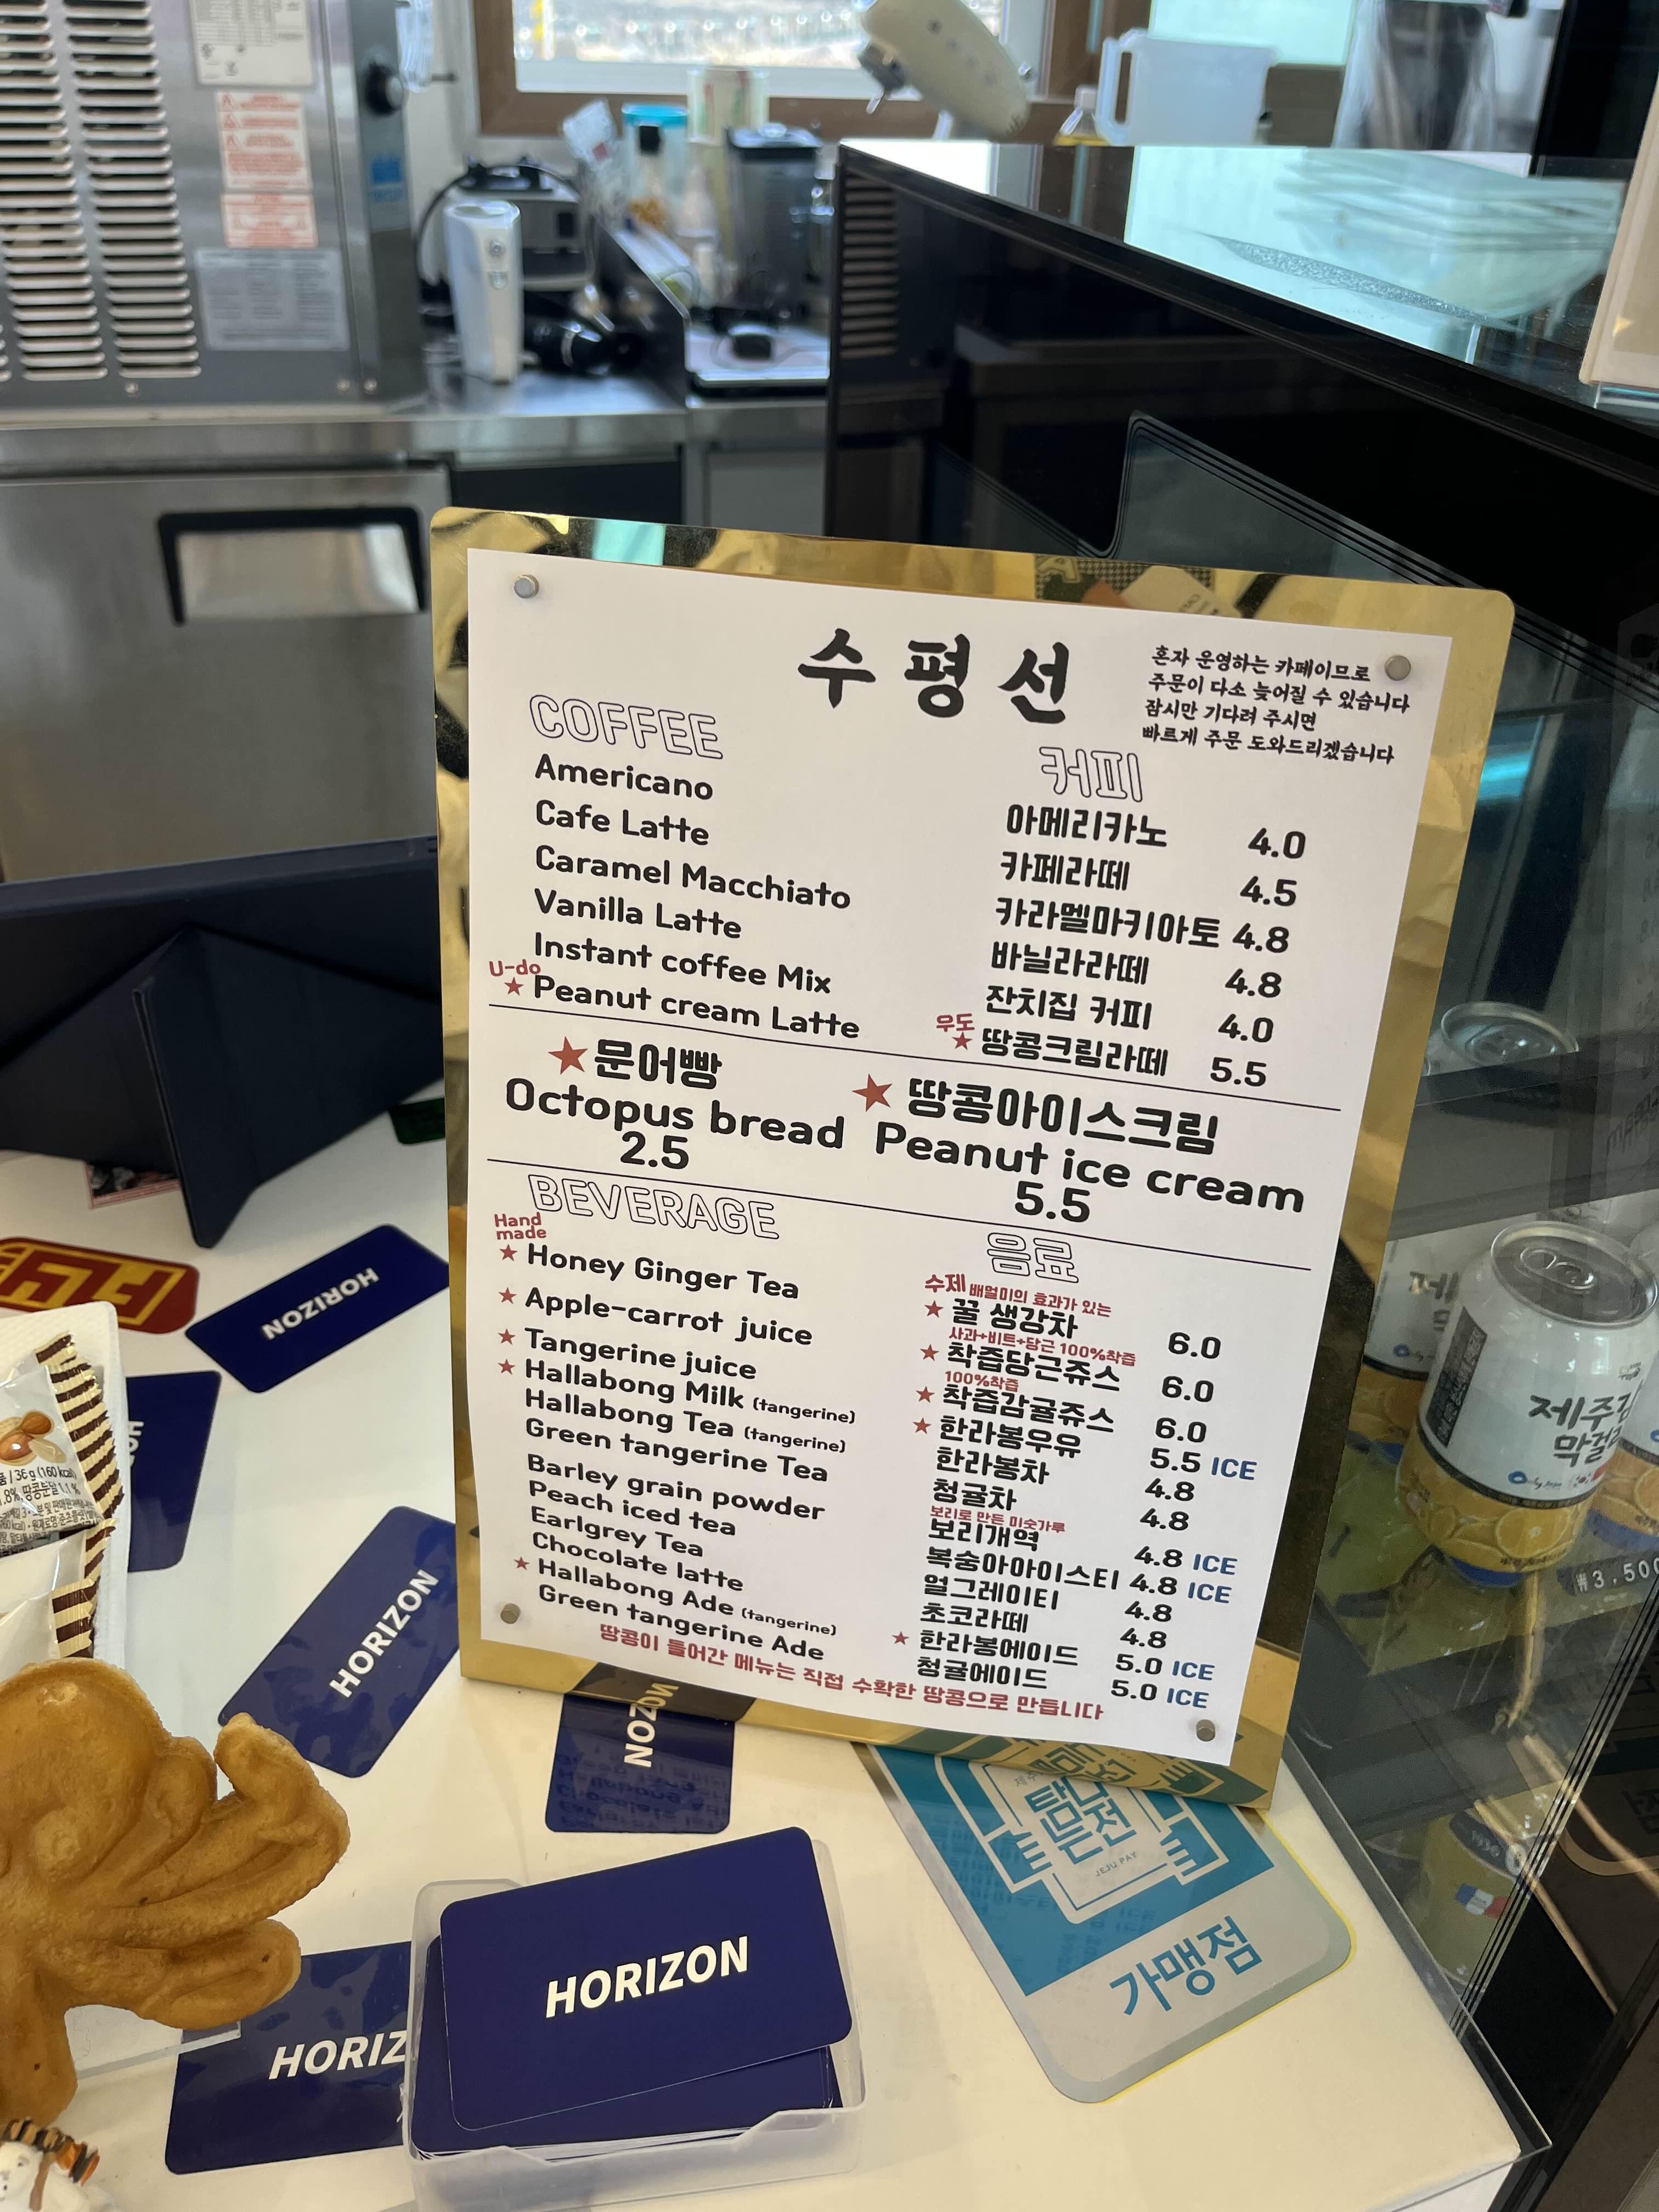 수평선
혼자 운영하는 카페이므로
주문이 다소 늦어질 수 있습니다
잠시만 기다려 주시면
빠르게 주문 도와드리겠습니다
COFFEE 커피
Americano 아메리카노 4.0
Cafe Latte 카페라떼 4.5
Caramel Macchiato 카라멜마키아토 4.8
Vanilla Latte 바닐라라떼 4.8
Instant coffee Mix 잔치집 커피 4.0
U-do 우도
★ Peanut cream Latte ★ 땅콩크림라떼 5.5
★ 문어빵
Octopus bread
2.5
★ 땅콩아이스크림
Peanut ice cream
5.5
BEVERAGE 음료
Hand made 수제 배멀미의 효과가 있는
★ Honey Ginger Tea ★ 꿀 생강차 6.0
사과+비트+당근 100%착즙
★ Apple-carrot juice ★ 착즙당근쥬스 6.0
100%착즙
★ Tangerine juice ★ 착즙감귤쥬스 6.0
★ Hallabong Milk (tangerine) ★ 한라봉우유 5.5 ICE
Hallabong Tea (tangerine) 한라봉차 4.8
Green tangerine Tea 청귤차 4.8
보리로 만든 미숫가루
Barley grain powder 보리개역 4.8 ICE
Peach iced tea 복숭아아이스티 4.8 ICE
Earlgrey Tea 얼그레이티 4.8
Chocolate latte 초코라떼 4.8
★ Hallabong Ade (tangerine) ★ 한라봉에이드 5.0 ICE
Green tangerine Ade 청귤에이드 5.0 ICE
땅콩이 들어간 메뉴는 직접 수확한 땅콩으로 만듭니다
HORIZON
HORIZON
HORIZON
HORIZ
탐나
는전
JEJU PAY
가맹점
제주감
막걸리
₩3,500
36g (160 kcal)